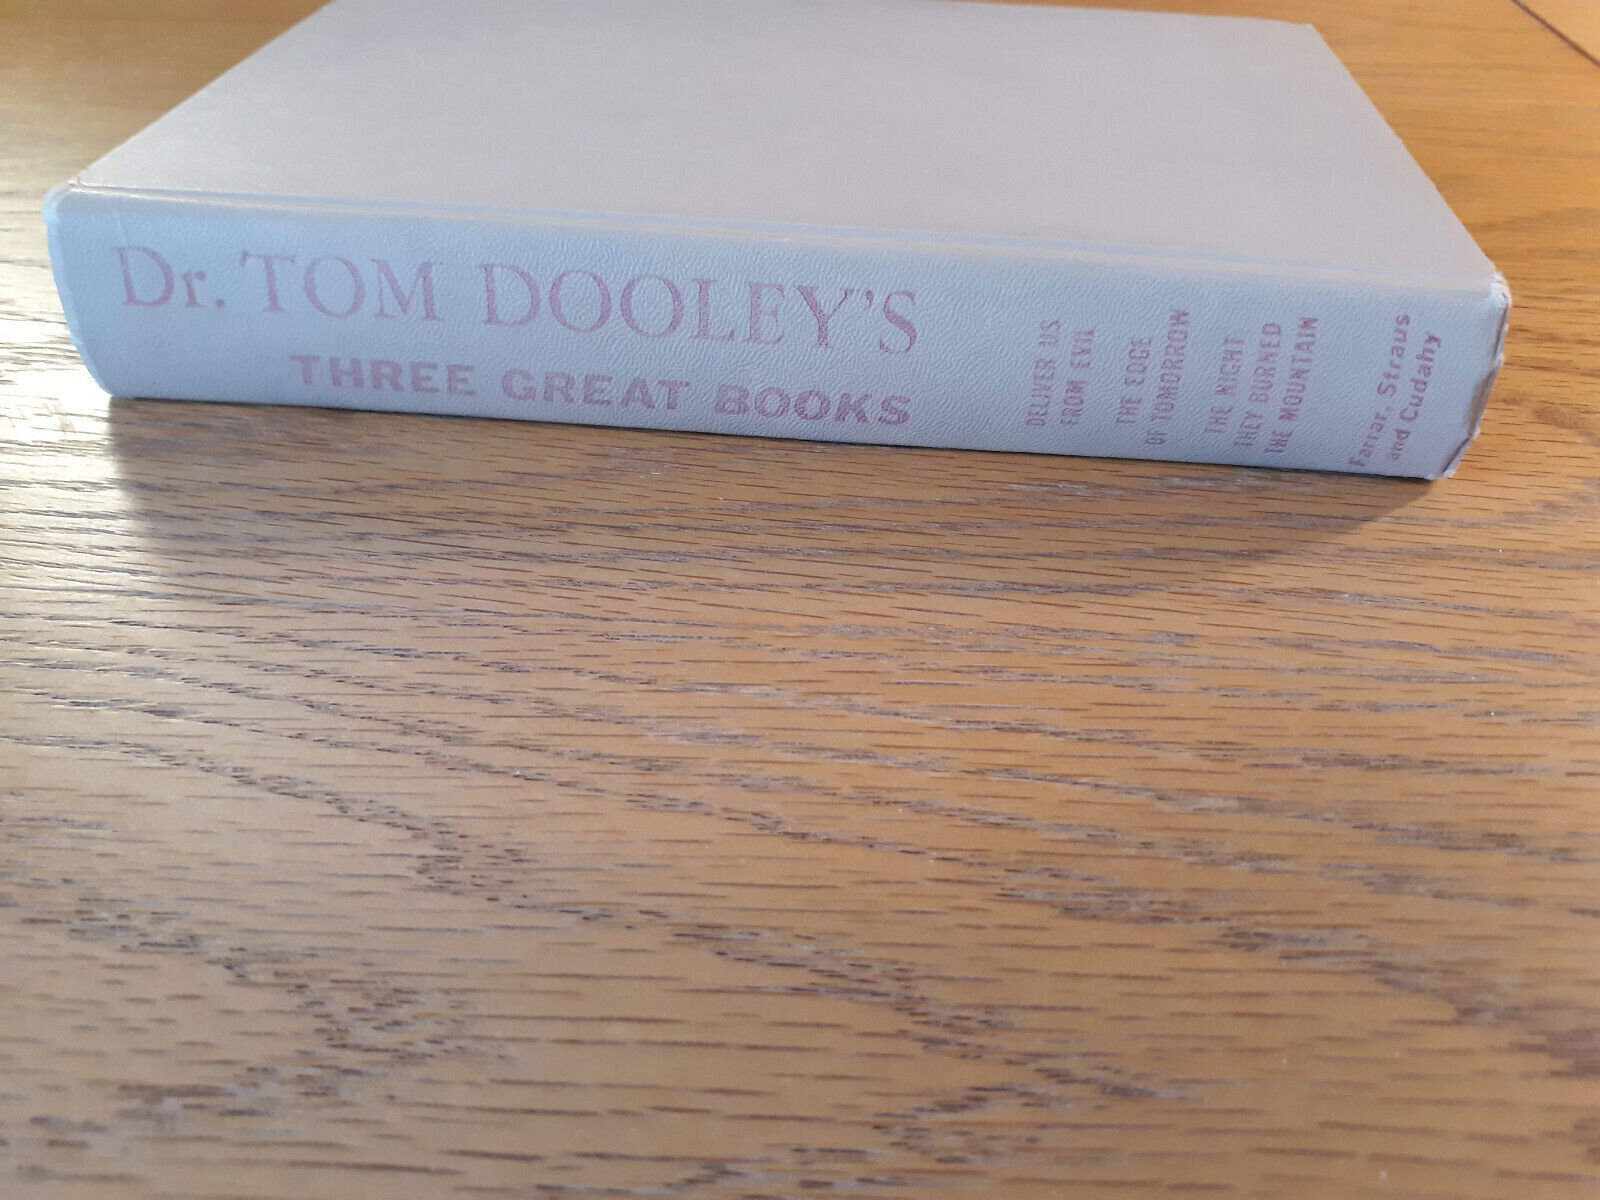 Dr. TOM DOOLEY'S
THREE GREAT BOOKS
DELIVER US
FROM EVIL
THE EDGE
OF TOMORROW
THE NIGHT
THEY BURNED
THE MOUNTAIN
Farrar, Straus
and Cudahy